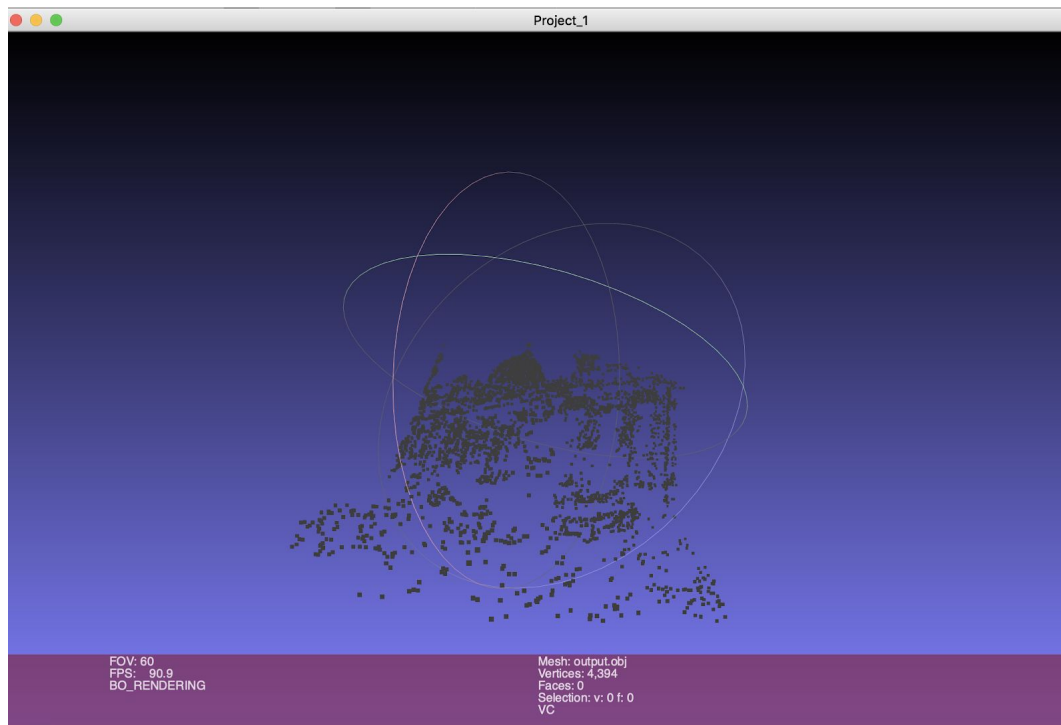 Project_1
FOV: 60
FPS: 90.9
BO_RENDERING
Mesh: output.obj
Vertices: 4,394
Faces: 0
Selection: v: 0 f: 0
VC